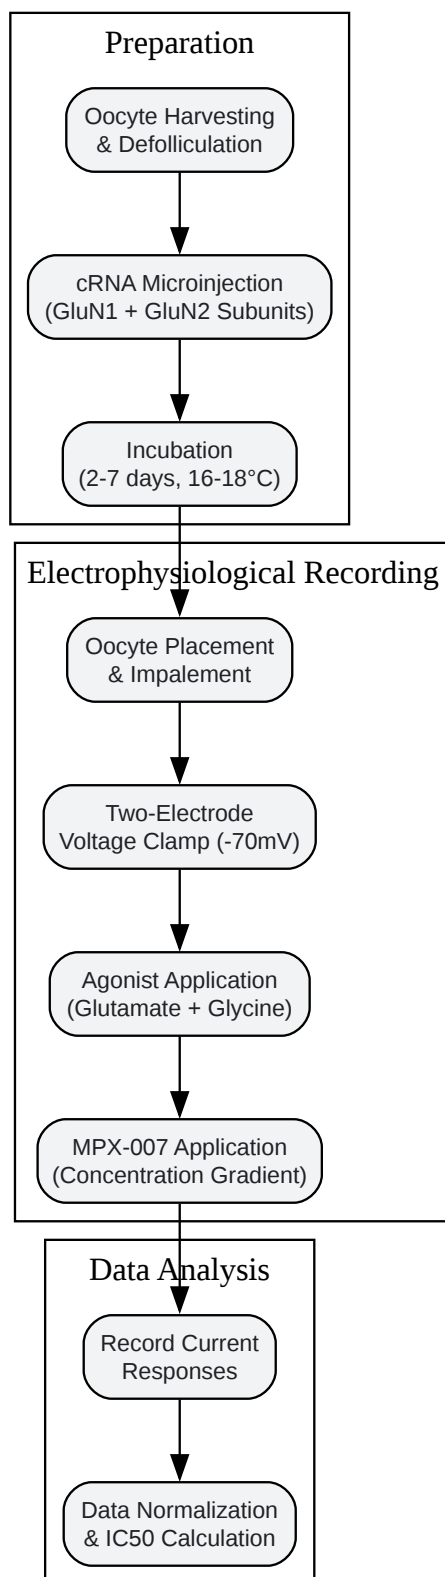 Preparation
Oocyte Harvesting
& Defolliculation
cRNA Microinjection
(GluN1 + GluN2 Subunits)
Incubation
(2-7 days, 16-18°C)
Electrophysiological Recording
Oocyte Placement
& Impalement
Two-Electrode
Voltage Clamp (-70mV)
Agonist Application
(Glutamate + Glycine)
MPX-007 Application
(Concentration Gradient)
Data Analysis
Record Current
Responses
Data Normalization
& IC50 Calculation